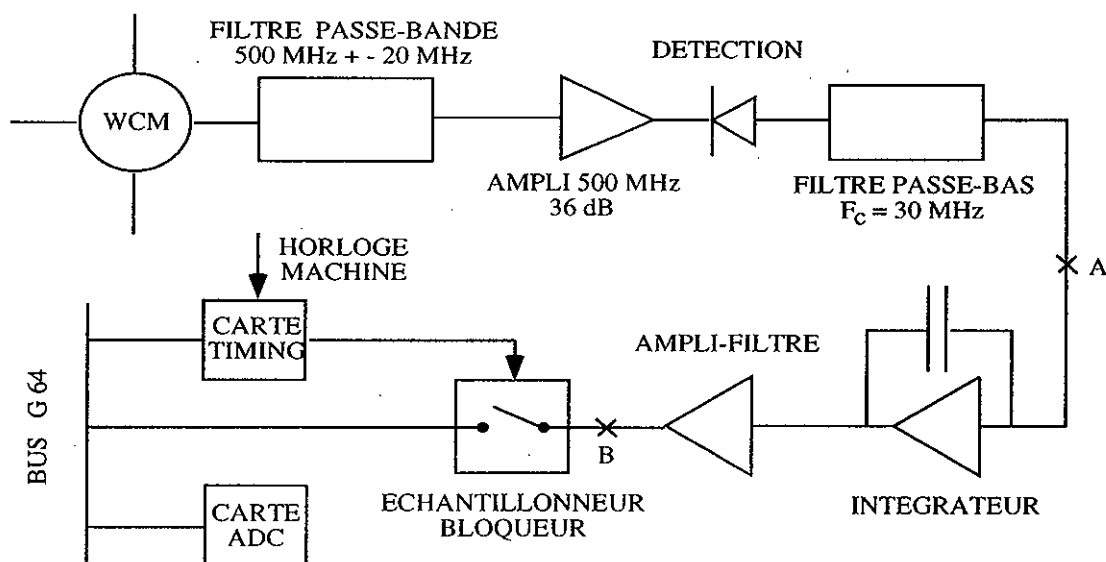 FILTRE PASSE-BANDE
500 MHz + - 20 MHz
DETECTION
WCM
AMPLI 500 MHz
36 dB
FILTRE PASSE-BAS
Fc = 30 MHz
HORLOGE
MACHINE
A
CARTE
TIMING
AMPLI-FILTRE
BUS G 64
B
ECHANTILLONNEUR
BLOQUEUR
INTEGRATEUR
CARTE
ADC